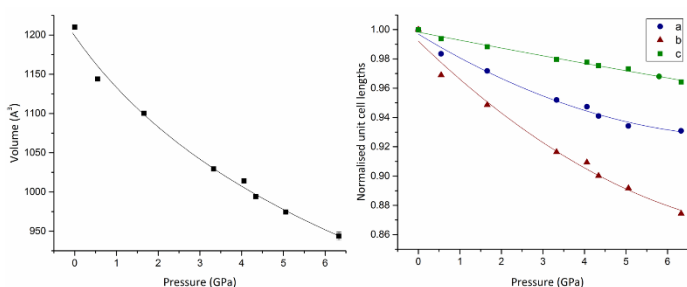 1200
1150
1100
1050
1000
950
Volume (A³)
0 1 2 3 4 5 6
Pressure (GPa)
1.00
0.98
0.96
0.94
0.92
0.90
0.88
0.86
Normalised unit cell lengths
a
b
c
0 1 2 3 4 5 6
Pressure (GPa)